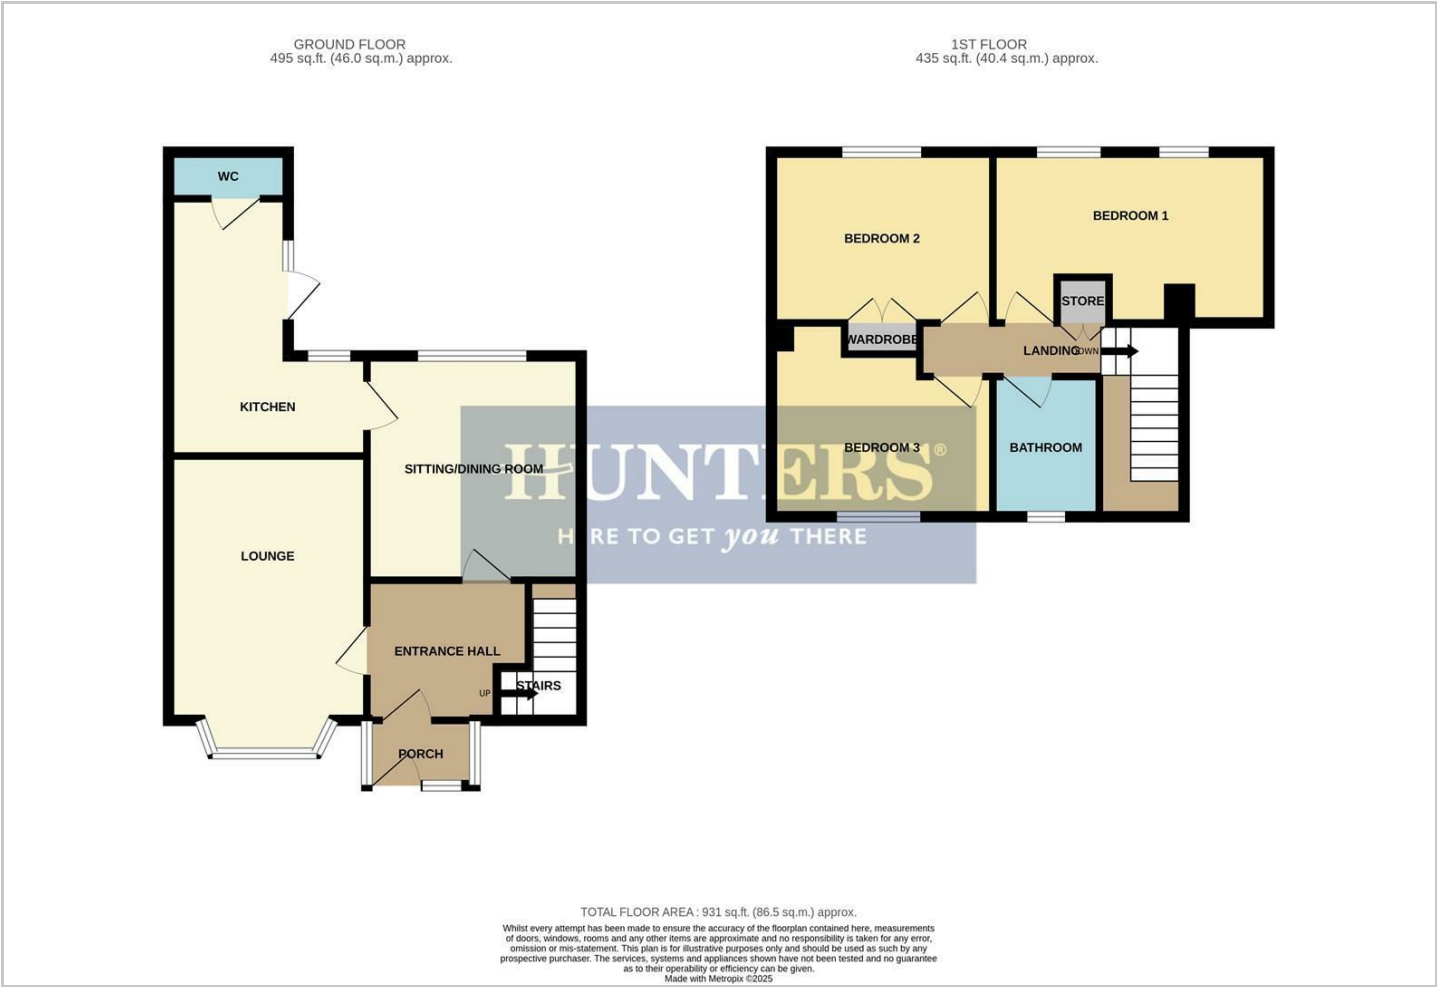 GROUND FLOOR
495 sq.ft. (46.0 sq.m.) approx.
1ST FLOOR
435 sq.ft. (40.4 sq.m.) approx.
WC
KITCHEN
SITTING/DINING ROOM
LOUNGE
ENTRANCE HALL
UP
STAIRS
PORCH
BEDROOM 2
BEDROOM 1
STORE
WARDROBE
LANDING
DOWN
BEDROOM 3
BATHROOM
HUNTERS®
HERE TO GET you THERE
TOTAL FLOOR AREA : 931 sq.ft. (86.5 sq.m.) approx.
Whilst every attempt has been made to ensure the accuracy of the floorplan contained here, measurements
of doors, windows, rooms and any other items are approximate and no responsibility is taken for any error,
omission or mis-statement. This plan is for illustrative purposes only and should be used as such by any
prospective purchaser. The services, systems and appliances shown have not been tested and no guarantee
as to their operability or efficiency can be given.
Made with Metropix ©2025